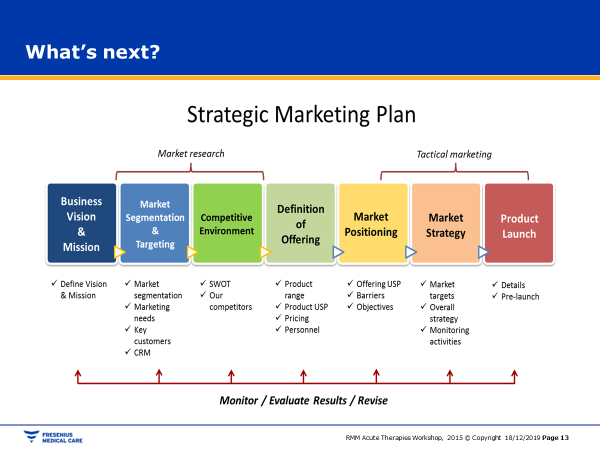 What's next?
Strategic Marketing Plan
Market research
Tactical marketing
Business
Vision
&
Mission
Market
Segmentation
&
Targeting
Competitive
Environment
Definition
of
Offering
Market
Positioning
Market
Strategy
Product
Launch
✓ Define Vision
& Mission
✓ Market
segmentation
✓ Marketing
needs
✓ Key
customers
✓ CRM
✓ SWOT
✓ Our
competitors
✓ Product
range
✓ Product USP
✓ Pricing
✓ Personnel
✓ Offering USP
✓ Barriers
✓ Objectives
✓ Market
targets
✓ Overall
strategy
✓ Monitoring
activities
✓ Details
✓ Pre-launch
Monitor / Evaluate Results / Revise
FRESENIUS
MEDICAL CARE
RMM Acute Therapies Workshop, 2015 © Copyright 18/12/2019 Page 13